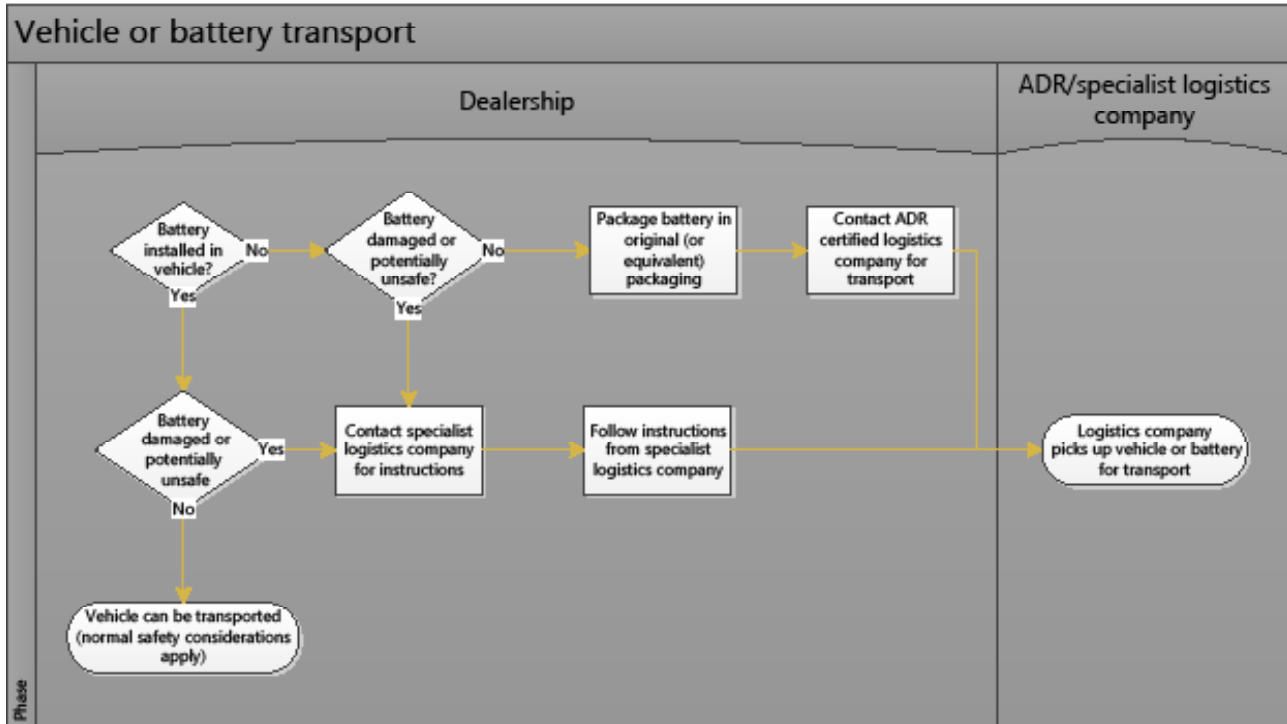 Vehicle or battery transport
Dealership
ADR/specialist logistics
company
Battery
installed in
vehicle?
No
Yes
Battery
damaged or
potentially
unsafe?
No
Yes
Package battery in
original (or
equivalent)
packaging
Contact ADR
certified logistics
company for
transport
Battery
damaged or
potentially
unsafe
Yes
No
Contact specialist
logistics company
for instructions
Follow instructions
from specialist
logistics company
Logistics company
picks up vehicle or battery
for transport
Vehicle can be transported
(normal safety considerations
apply)
Phase